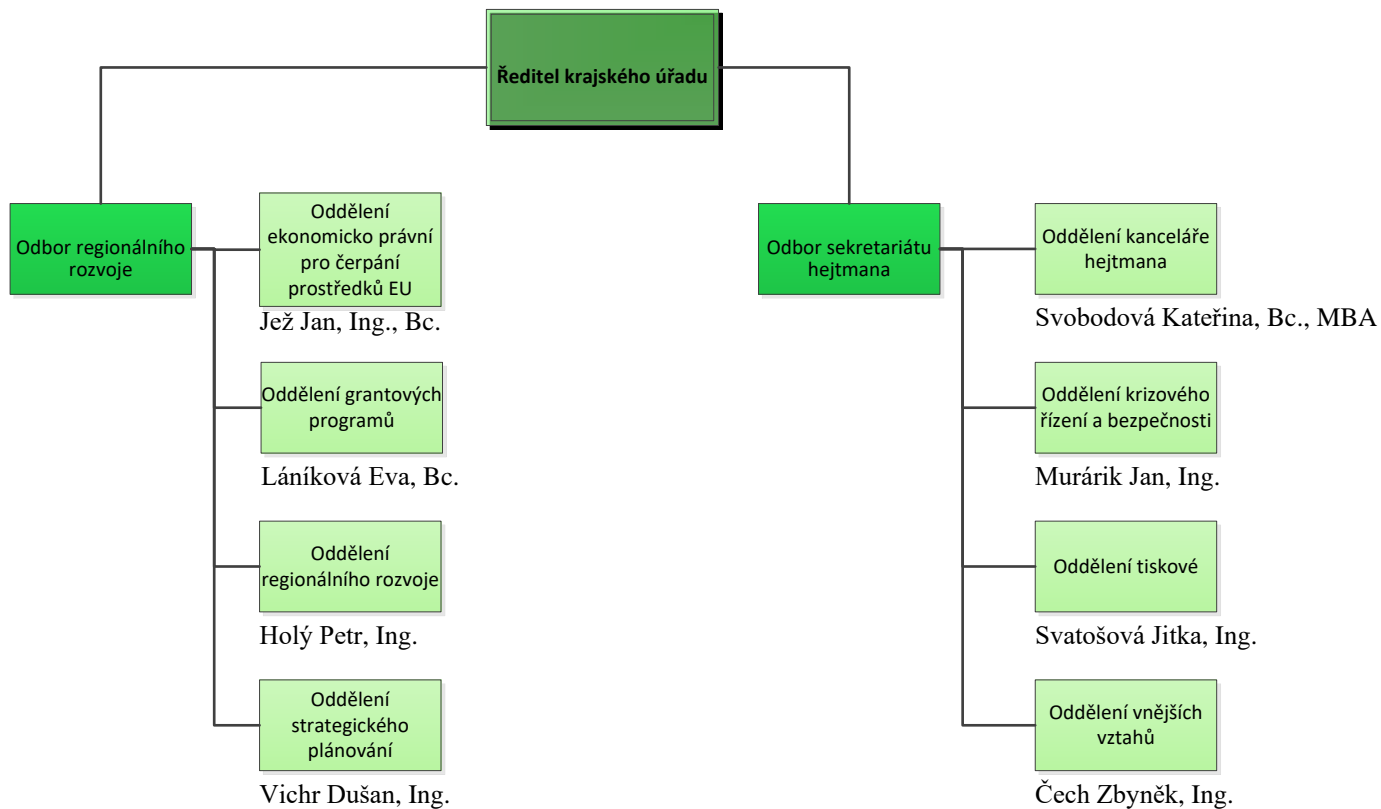 Ředitel krajského úřadu
Odbor regionálního
rozvoje
Oddělení
ekonomicko právní
pro čerpání
prostředků EU
Jež Jan, Ing., Bc.
Oddělení grantových
programů
Láníková Eva, Bc.
Oddělení
regionálního rozvoje
Holý Petr, Ing.
Oddělení
strategického
plánování
Vichr Dušan, Ing.
Odbor sekretariátu
hejtmana
Oddělení kanceláře
hejtmana
Svobodová Kateřina, Bc., MBA
Oddělení krizového
řízení a bezpečnosti
Murárik Jan, Ing.
Oddělení tiskové
Svatošová Jitka, Ing.
Oddělení vnějších
vztahů
Čech Zbyněk, Ing.